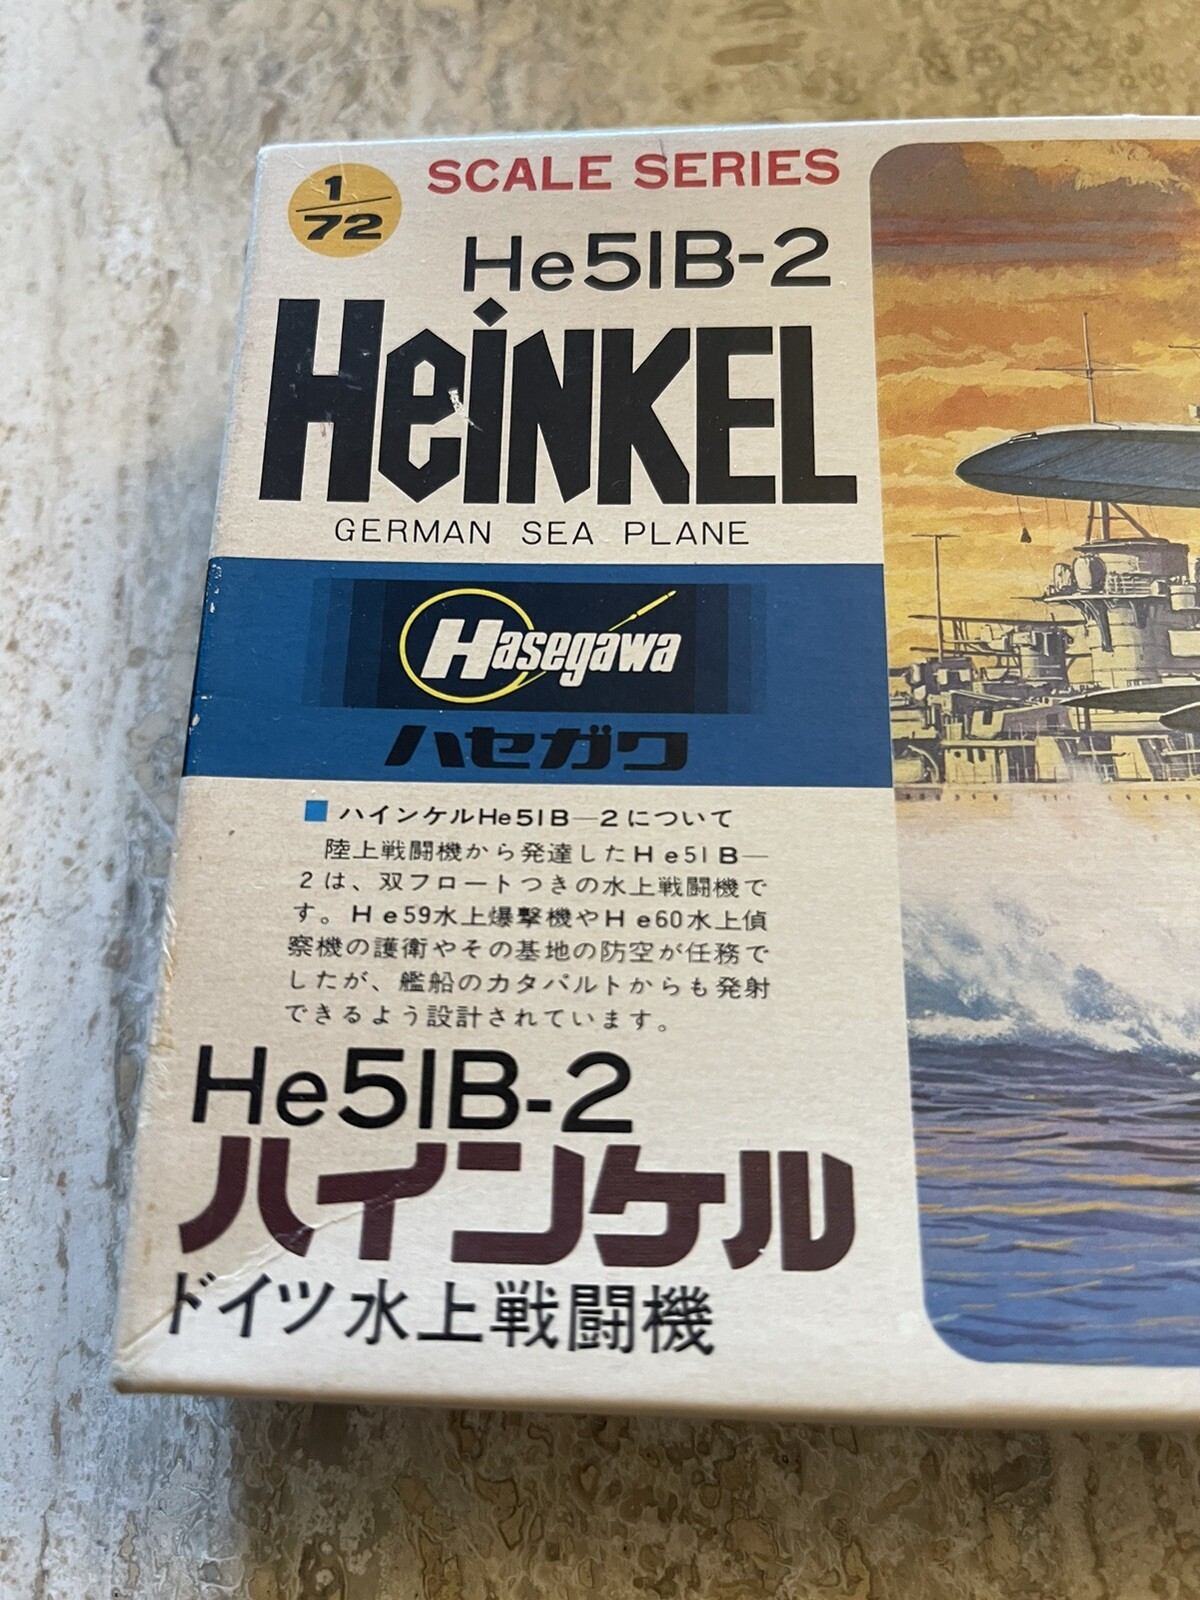 1/72 SCALE SERIES
He51B-2
HeiNKEL
GERMAN SEA PLANE
Hasegawa
ハセガワ
■ ハインケルHe51B—2について
陸上戦闘機から発達したHe51B—
2は、双フロートつきの水上戦闘機で
す。He59水上爆撃機やHe60水上偵
察機の護衛やその基地の防空が任務で
したが、艦船のカタパルトからも発射
できるよう設計されています。
He51B-2
ハインケル
ドイツ水上戦闘機